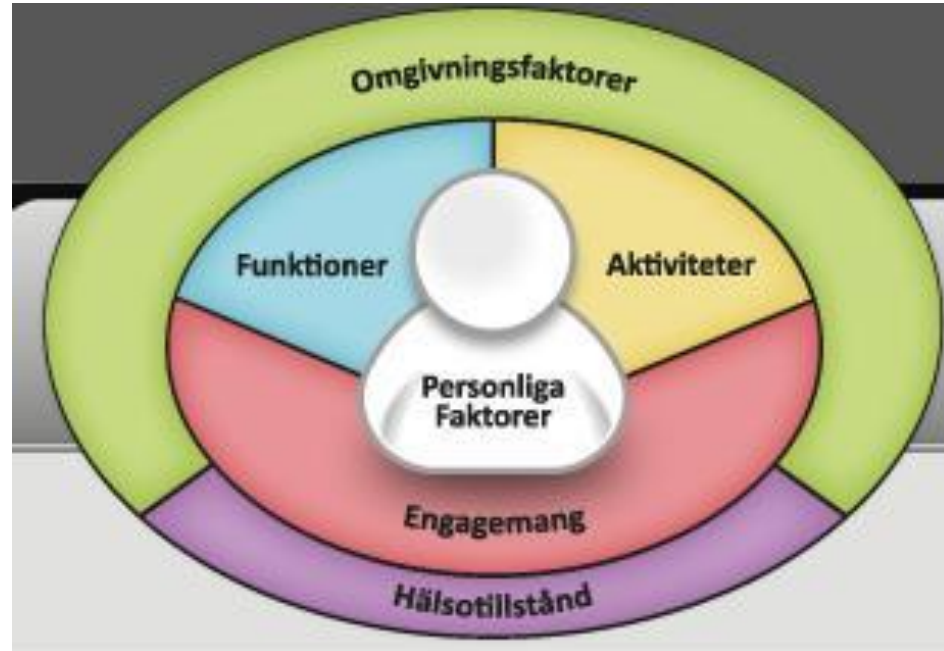 Omgivningsfaktorer
Funktioner
Aktiviteter
Personliga
Faktorer
Engagemang
Hälsotillstånd